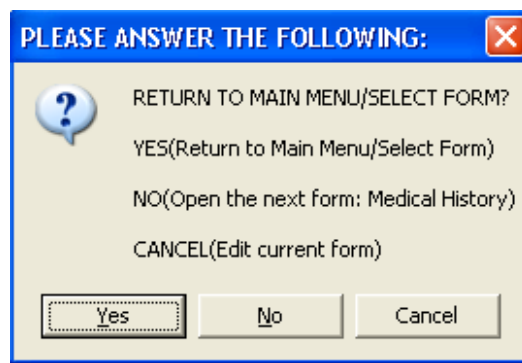 PLEASE ANSWER THE FOLLOWING:
RETURN TO MAIN MENU/SELECT FORM?
YES(Return to Main Menu/Select Form)
NO(Open the next form: Medical History)
CANCEL(Edit current form)
Yes No Cancel